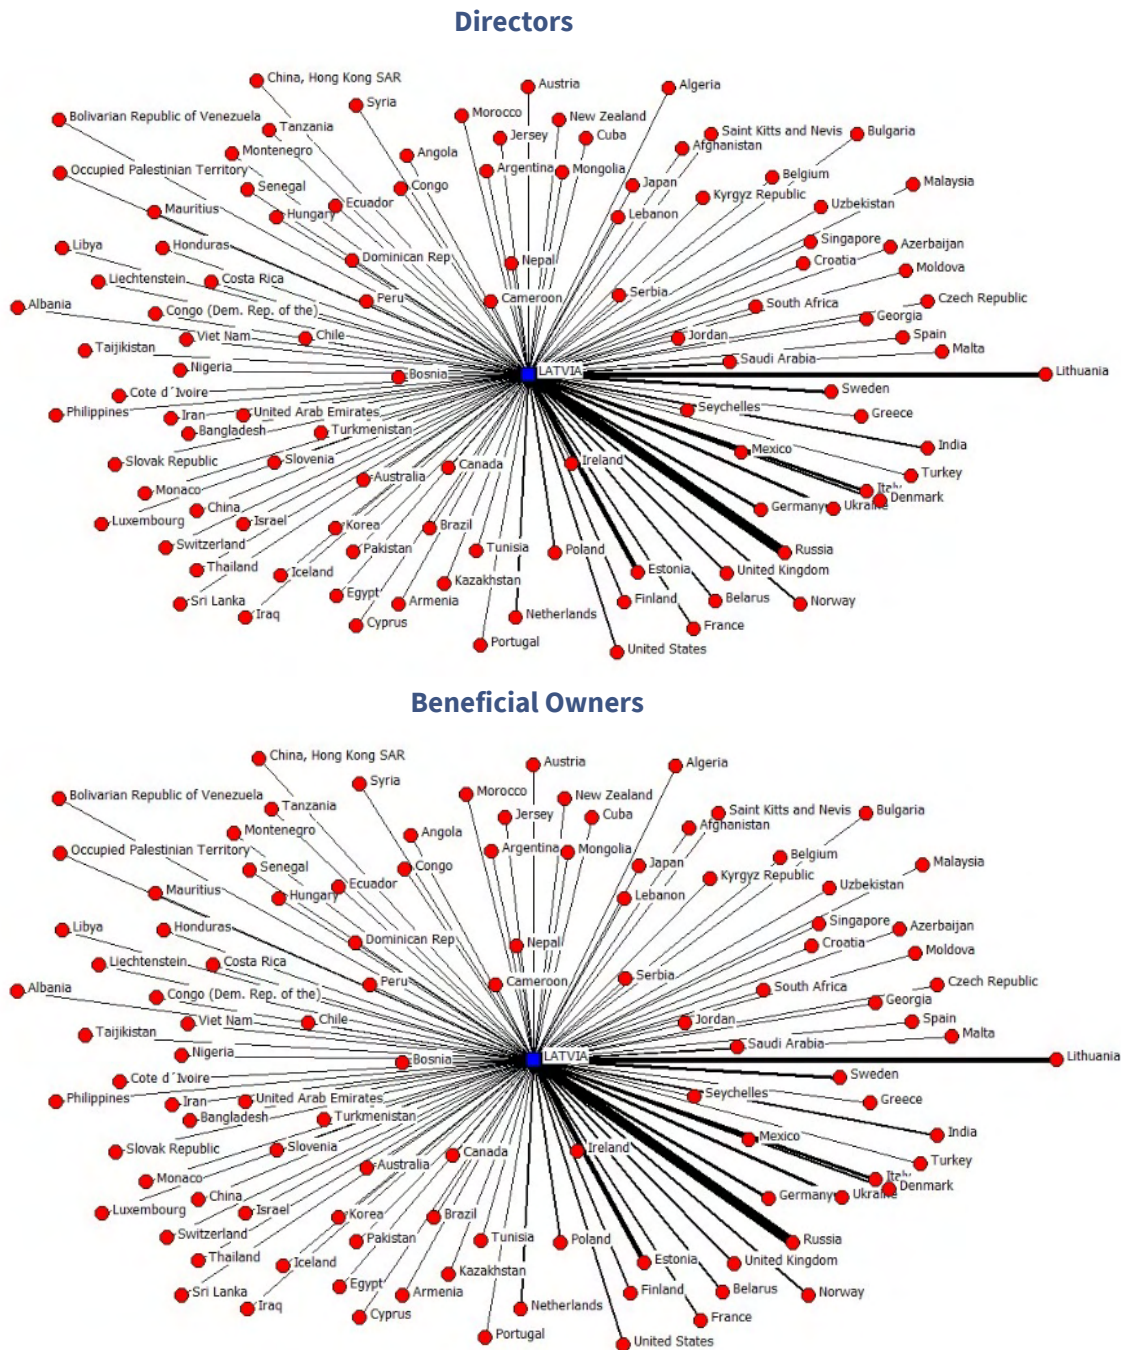 Directors
China, Hong Kong SAR
Syria
Austria
Algeria
Bolivarian Republic of Venezuela
Tanzania
Morocco
New Zealand
Jersey
Cuba
Saint Kitts and Nevis
Bulgaria
Montenegro
Angola
Afghanistan
Occupied Palestinian Territory
Argentina
Mongolia
Belgium
Senegal
Congo
Japan
Kyrgyz Republic
Malaysia
Mauritius
Hungary
Ecuador
Lebanon
Uzbekistan
Libya
Honduras
Dominican Rep
Nepal
Singapore
Azerbaijan
Croatia
Moldova
Liechtenstein
Costa Rica
Peru
Cameroon
Serbia
South Africa
Czech Republic
Albania
Congo (Dem. Rep. of the)
Georgia
Viet Nam
Chile
Jordan
Spain
Taijikistan
Saudi Arabia
Malta
Nigeria
Bosnia
LATVIA
Lithuania
Cote d´Ivoire
Sweden
Philippines
Iran
United Arab Emirates
Seychelles
Greece
Bangladesh
Turkmenistan
India
Slovak Republic
Slovenia
Canada
Ireland
Mexico
Monaco
Australia
Turkey
Denmark
Luxembourg
China
Israel
Korea
Brazil
Germany
Ukraine
Switzerland
Pakistan
Tunisia
Poland
Russia
Thailand
Iceland
Kazakhstan
Estonia
United Kingdom
Sri Lanka
Egypt
Armenia
Finland
Belarus
Norway
Iraq
Cyprus
Netherlands
France
Portugal
United States
Beneficial Owners
China, Hong Kong SAR
Syria
Austria
Algeria
Bolivarian Republic of Venezuela
Tanzania
Morocco
New Zealand
Jersey
Cuba
Saint Kitts and Nevis
Bulgaria
Montenegro
Angola
Afghanistan
Occupied Palestinian Territory
Argentina
Mongolia
Belgium
Senegal
Congo
Japan
Kyrgyz Republic
Malaysia
Mauritius
Hungary
Ecuador
Lebanon
Uzbekistan
Libya
Honduras
Dominican Rep
Nepal
Singapore
Azerbaijan
Croatia
Moldova
Liechtenstein
Costa Rica
Peru
Cameroon
Serbia
South Africa
Czech Republic
Albania
Congo (Dem. Rep. of the)
Georgia
Viet Nam
Chile
Jordan
Spain
Taijikistan
Saudi Arabia
Malta
Nigeria
Bosnia
LATVIA
Lithuania
Cote d´Ivoire
Sweden
Philippines
Iran
United Arab Emirates
Seychelles
Greece
Bangladesh
Turkmenistan
India
Slovak Republic
Slovenia
Canada
Ireland
Mexico
Monaco
Australia
Turkey
Denmark
Luxembourg
China
Israel
Korea
Brazil
Germany
Ukraine
Switzerland
Pakistan
Tunisia
Poland
Russia
Thailand
Iceland
Kazakhstan
Estonia
United Kingdom
Sri Lanka
Egypt
Armenia
Finland
Belarus
Norway
Iraq
Cyprus
Netherlands
France
Portugal
United States